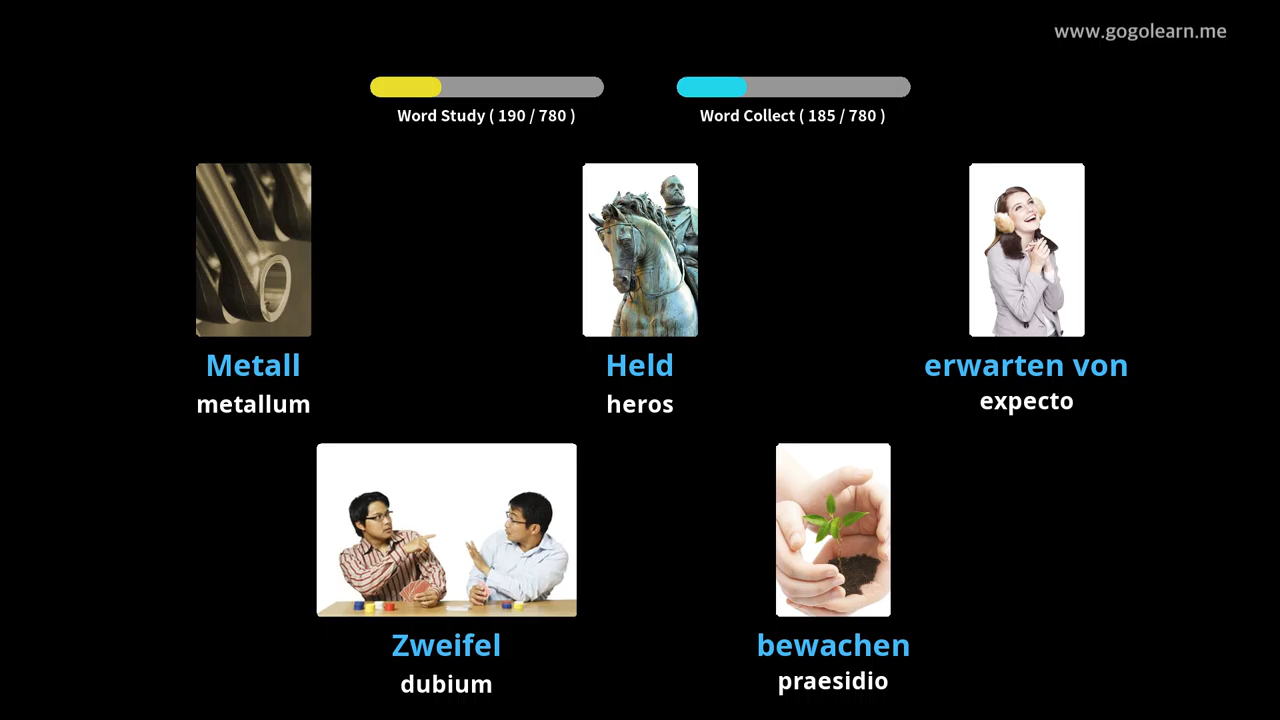 www.gogolearn.me
Word Study ( 190 / 780 )
Word Collect ( 185 / 780 )
Metall
metallum
Held
heros
erwarten von
expecto
Zweifel
dubium
bewachen
praesidio